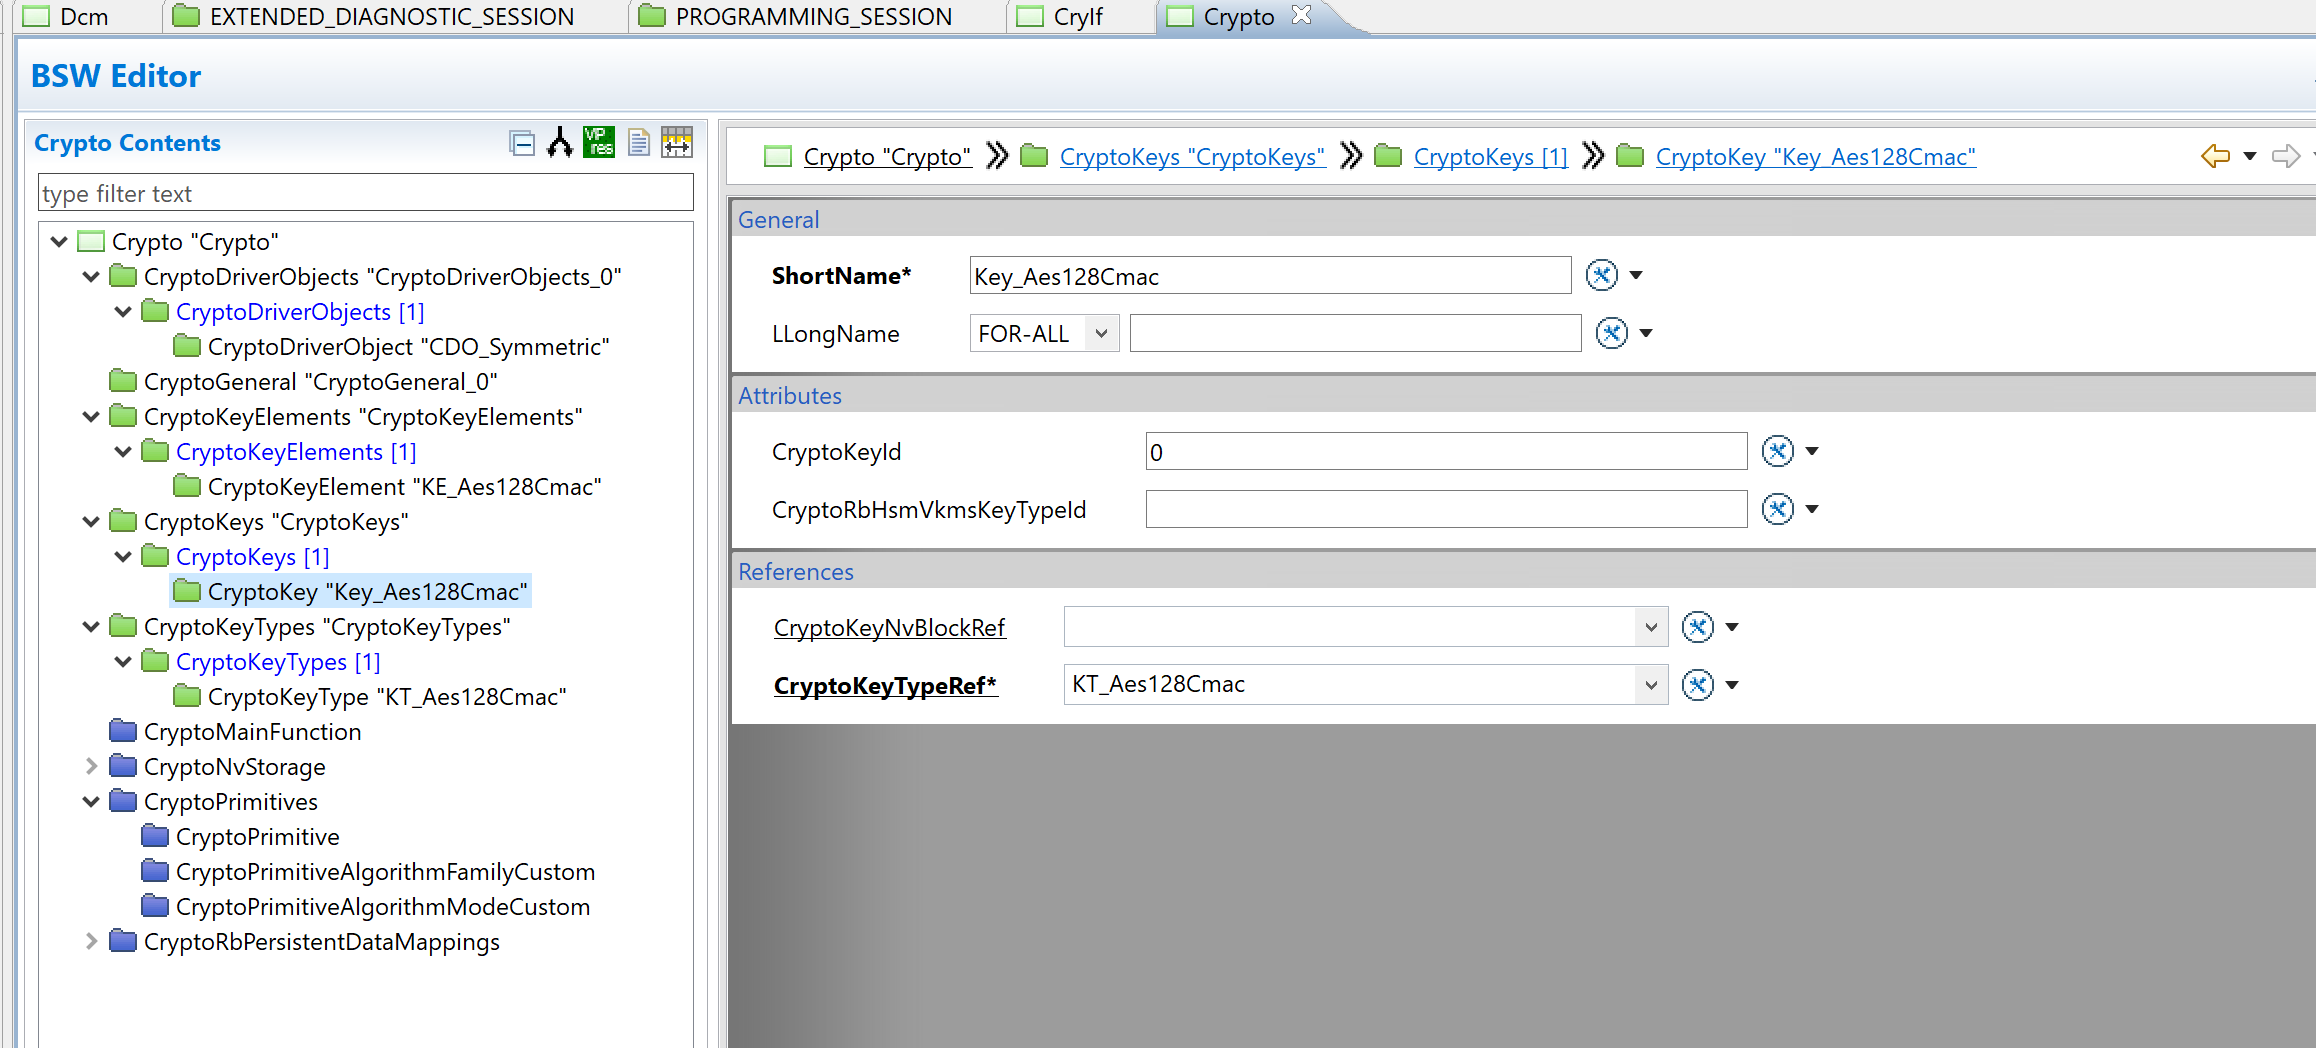 Dcm
EXTENDED_DIAGNOSTIC_SESSION
PROGRAMMING_SESSION
CryIf
Crypto
BSW Editor
Crypto Contents
VP res
type filter text
Crypto "Crypto"
CryptoDriverObjects "CryptoDriverObjects_0"
CryptoDriverObjects [1]
CryptoDriverObject "CDO_Symmetric"
CryptoGeneral "CryptoGeneral_0"
CryptoKeyElements "CryptoKeyElements"
CryptoKeyElements [1]
CryptoKeyElement "KE_Aes128Cmac"
CryptoKeys "CryptoKeys"
CryptoKeys [1]
CryptoKey "Key_Aes128Cmac"
CryptoKeyTypes "CryptoKeyTypes"
CryptoKeyTypes [1]
CryptoKeyType "KT_Aes128Cmac"
CryptoMainFunction
CryptoNvStorage
CryptoPrimitives
CryptoPrimitive
CryptoPrimitiveAlgorithmFamilyCustom
CryptoPrimitiveAlgorithmModeCustom
CryptoRbPersistentDataMappings
Crypto "Crypto" CryptoKeys "CryptoKeys" CryptoKeys [1] CryptoKey "Key_Aes128Cmac"
General
ShortName* Key_Aes128Cmac
LLongName FOR-ALL
Attributes
CryptoKeyId 0
CryptoRbHsmVkmsKeyTypeId
References
CryptoKeyNvBlockRef
CryptoKeyTypeRef* KT_Aes128Cmac